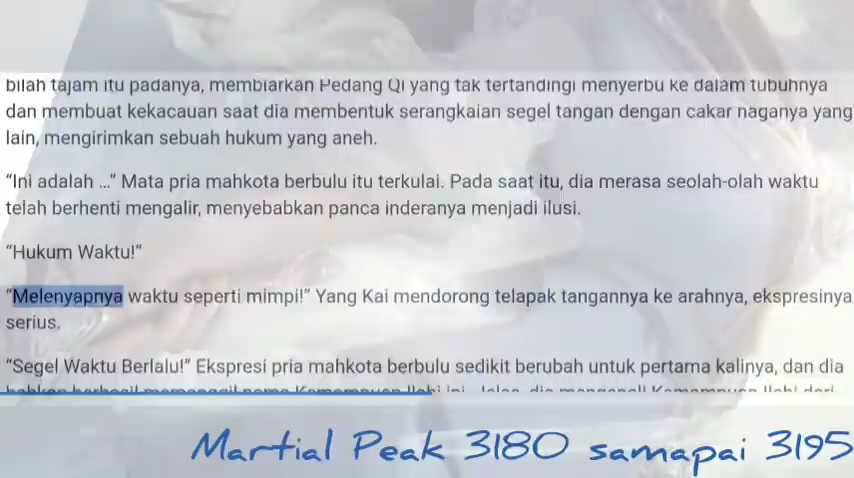 bilah tajam itu padanya, membiarkan Pedang Qi yang tak tertandingi menyerbu ke dalam tubuhnya
dan membuat kekacauan saat dia membentuk serangkaian segel tangan dengan cakar naganya yang
lain, mengirimkan sebuah hukum yang aneh.
“Ini adalah ...” Mata pria mahkota berbulu itu terkulai. Pada saat itu, dia merasa seolah-olah waktu
telah berhenti mengalir, menyebabkan panca inderanya menjadi ilusi.
“Hukum Waktu!“
“Melenyapnya waktu seperti mimpi!” Yang Kai mendorong telapak tangannya ke arahnya, ekspresinya
serius.
“Segel Waktu Berlalu!” Ekspresi pria mahkota berbulu sedikit berubah untuk pertama kalinya, dan dia
Martial Peak 3180 samapai 3195